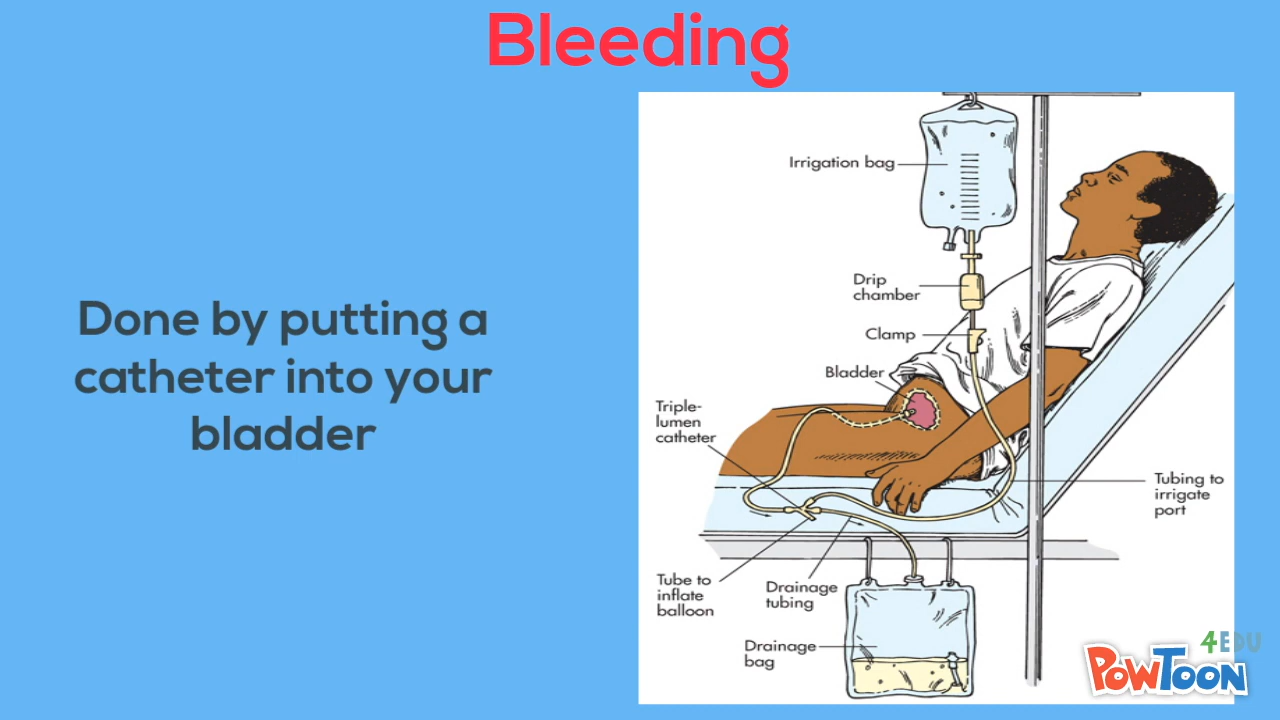 Bleeding
Done by putting a
catheter into your
bladder
Irrigation bag
Drip
chamber
Clamp
Bladder
Triple-
lumen
catheter
Tubing to
irrigate
port
Tube to
inflate
balloon
Drainage
tubing
Drainage
bag
4EDU
POWTOON